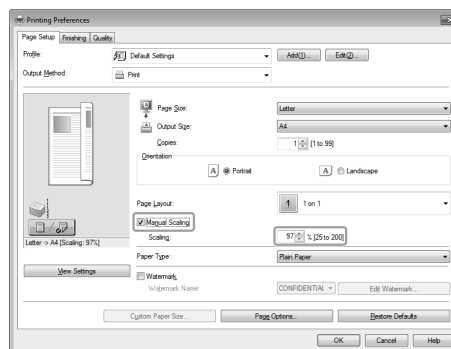 Printing Preferences
Page Setup Finishing Quality
Profile: Default Settings Add(1)... Edit(2)...
Output Method: Print
Page Size: Letter
Output Size: A4
Copies: 1 [1 to 99]
Orientation
A Portrait A Landscape
Page Layout: 1 1 on 1
Manual Scaling
Scaling: 97 % [25 to 200]
Letter -> A4 [Scaling: 97%]
Paper Type: Plain Paper
View Settings
Watermark
Watermark Name: CONFIDENTIAL Edit Watermark...
Custom Paper Size... Page Options... Restore Defaults
OK Cancel Help